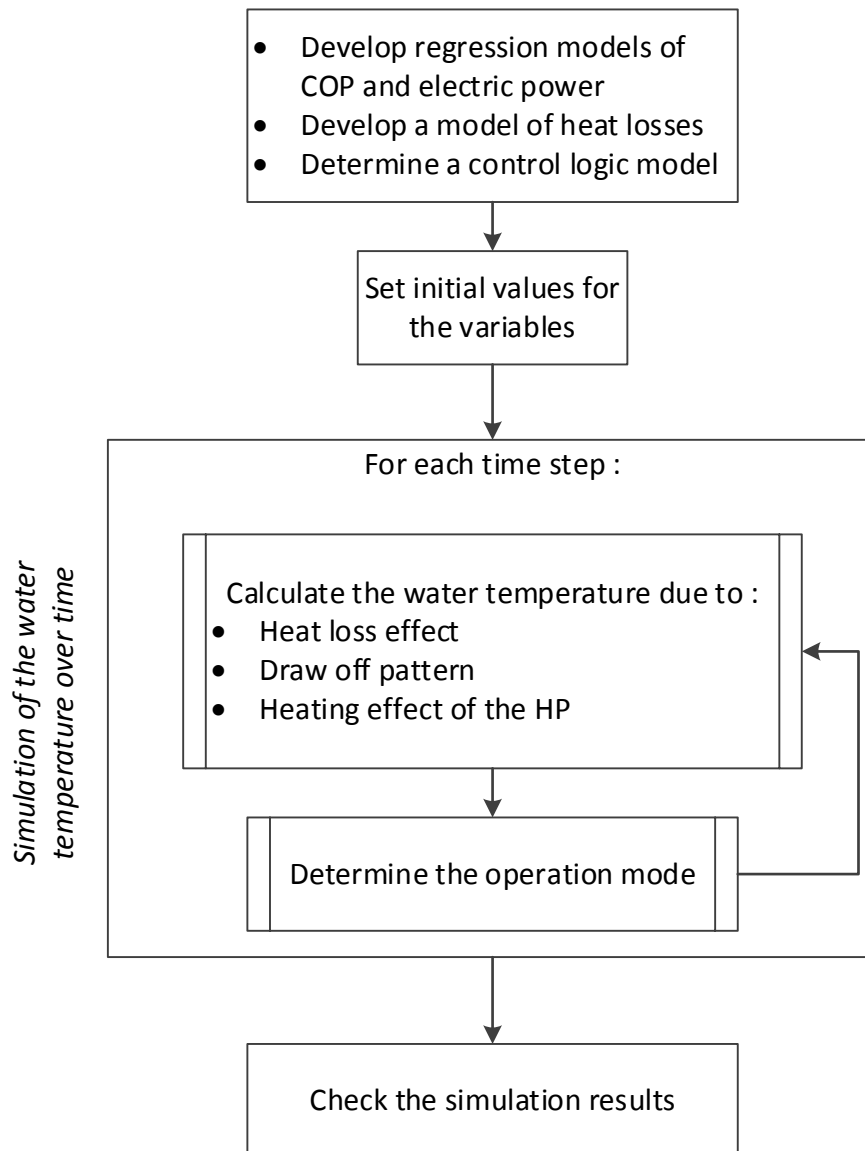 • Develop regression models of
COP and electric power
• Develop a model of heat losses
• Determine a control logic model
Set initial values for
the variables
Simulation of the water
temperature over time
For each time step :
Calculate the water temperature due to :
• Heat loss effect
• Draw off pattern
• Heating effect of the HP
Determine the operation mode
Check the simulation results